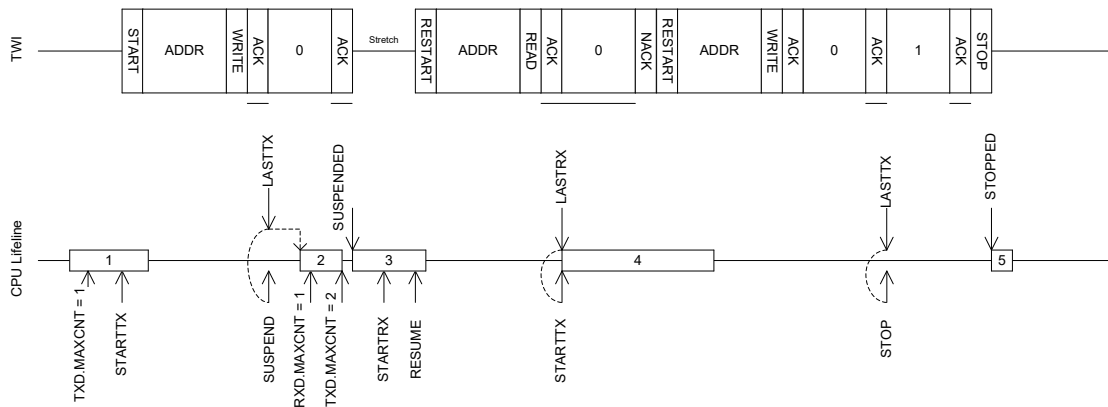 TWI
START
ADDR
WRITE
ACK
0
ACK
Stretch
RESTART
ADDR
READ
ACK
0
NACK
RESTART
ADDR
WRITE
ACK
0
ACK
1
ACK
STOP
CPU Lifeline
LASTTX
SUSPENDED
LASTRX
LASTTX
STOPPED
1
2
3
4
5
TXD.MAXCNT = 1
STARTTX
SUSPEND
RXD.MAXCNT = 1
TXD.MAXCNT = 2
STARTRX
RESUME
STARTTX
STOP